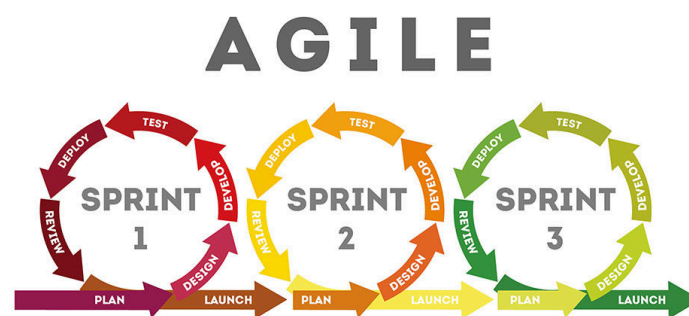 AGILE
SPRINT
1
PLAN
DESIGN
DEVELOP
TEST
DEPLOY
REVIEW
LAUNCH
SPRINT
2
PLAN
DESIGN
DEVELOP
TEST
DEPLOY
REVIEW
LAUNCH
SPRINT
3
PLAN
DESIGN
DEVELOP
TEST
DEPLOY
REVIEW
LAUNCH